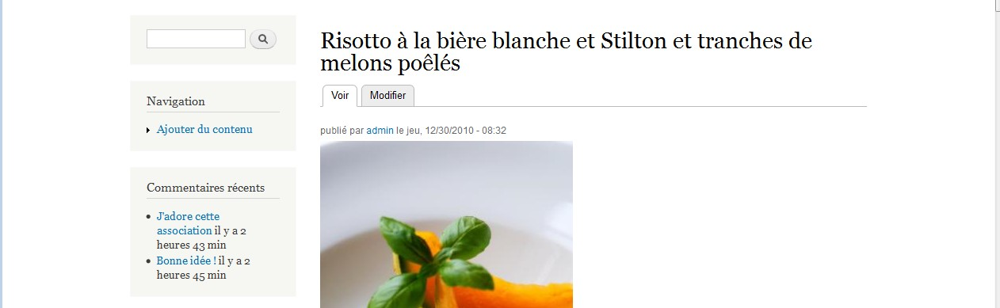 Risotto à la bière blanche et Stilton et tranches de
melons poêlés
Voir
Modifier
publié par admin le jeu, 12/30/2010 - 08:32
Navigation
Ajouter du contenu
Commentaires récents
J'adore cette
association il y a 2
heures 43 min
Bonne idée ! il y a 2
heures 45 min